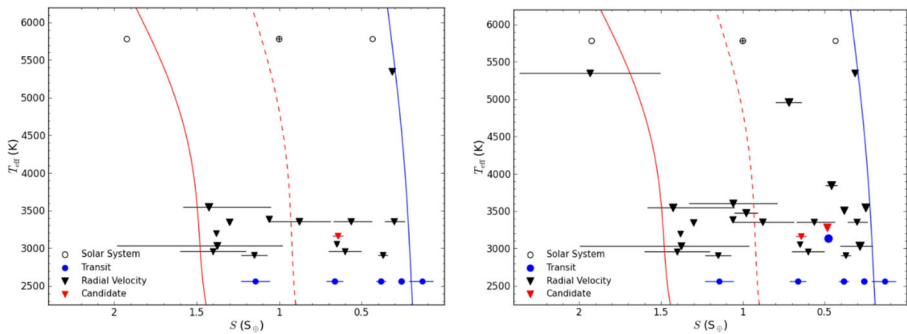 6000
5500
5000
4500
4000
3500
3000
2500
T_eff (K)
Solar System
Transit
Radial Velocity
Candidate
2 1.5 1 0.5
S (S⊕)
6000
5500
5000
4500
4000
3500
3000
2500
T_eff (K)
Solar System
Transit
Radial Velocity
Candidate
2 1.5 1 0.5
S (S⊕)